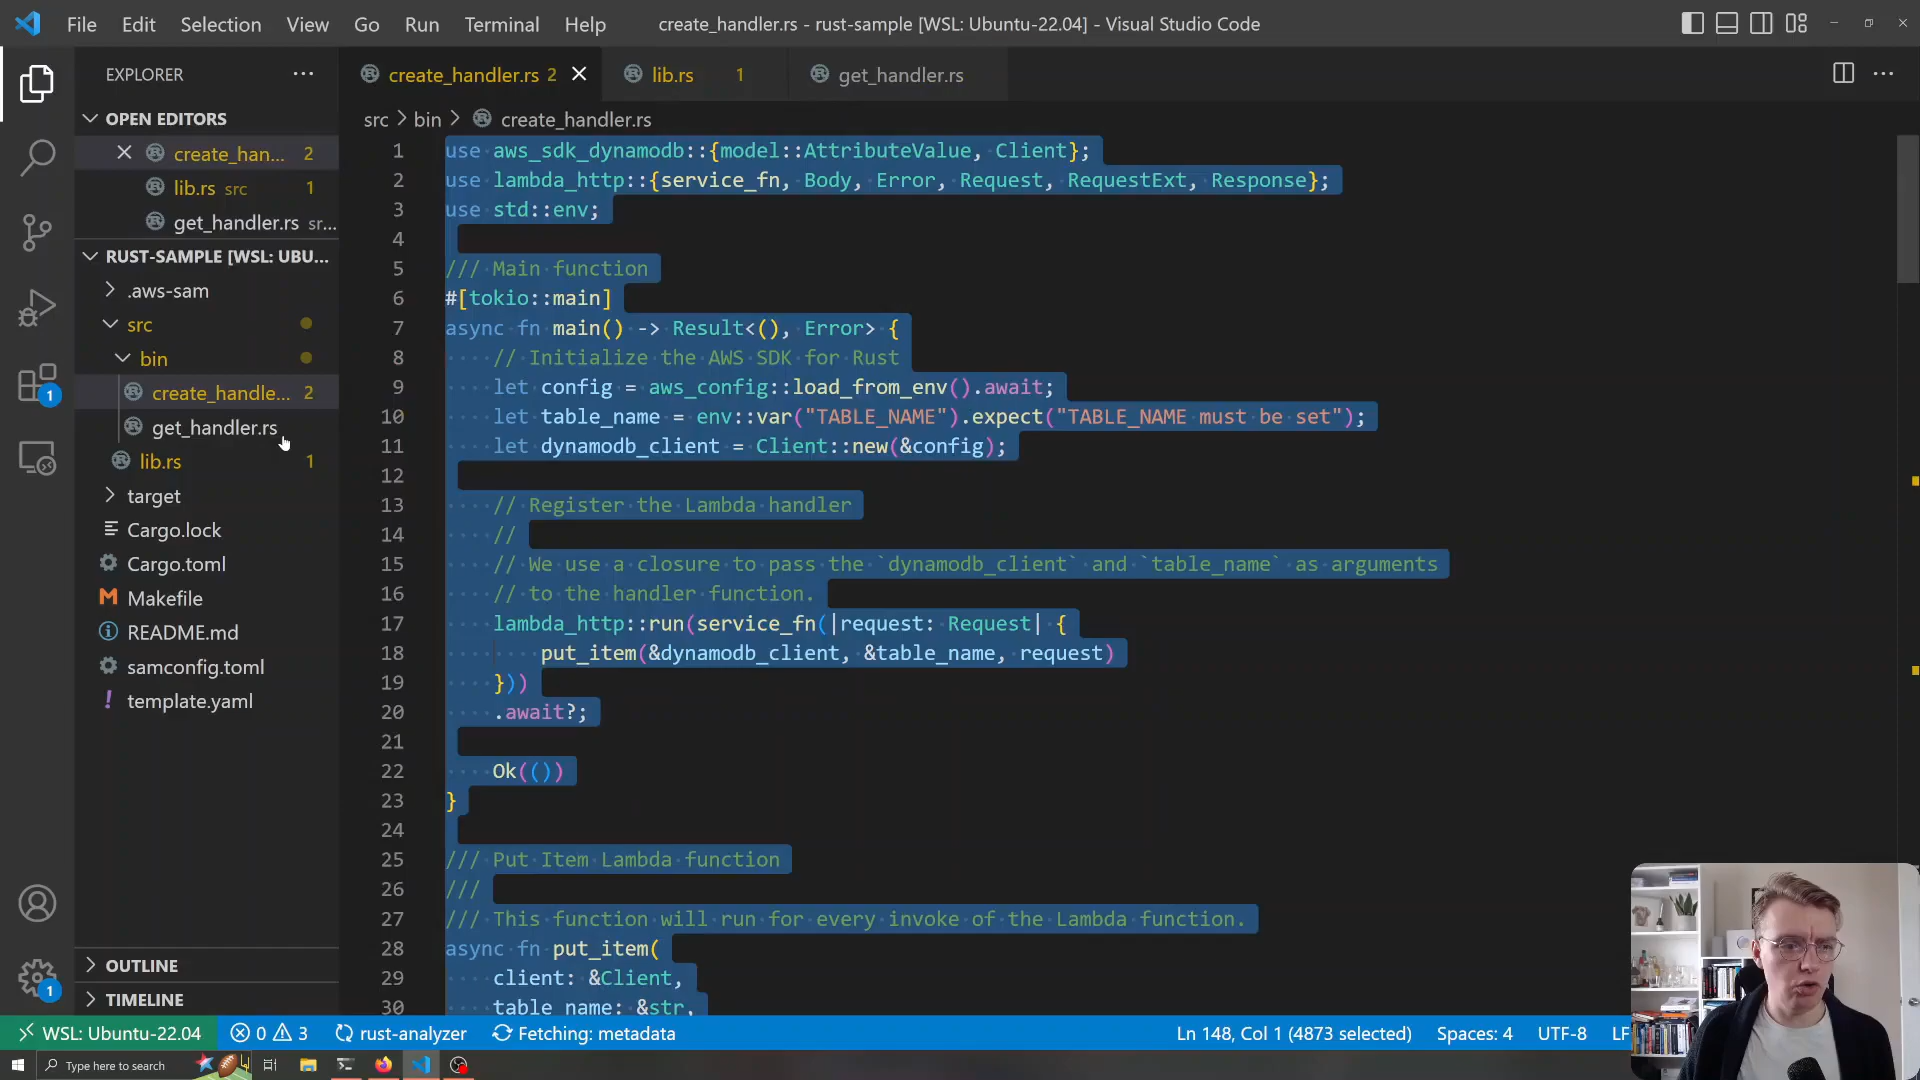 File Edit Selection View Go Run Terminal Help
create_handler.rs - rust-sample [WSL: Ubuntu-22.04] - Visual Studio Code
EXPLORER
OPEN EDITORS
create_han... 2
lib.rs src 1
get_handler.rs sr...
RUST-SAMPLE [WSL: UBU...
.aws-sam
src
bin
create_handle... 2
get_handler.rs
lib.rs 1
target
Cargo.lock
Cargo.toml
Makefile
README.md
samconfig.toml
template.yaml
OUTLINE
TIMELINE
1
1
create_handler.rs 2
lib.rs 1
get_handler.rs
src > bin > create_handler.rs
1 use aws_sdk_dynamodb::{model::AttributeValue, Client};
2 use lambda_http::{service_fn, Body, Error, Request, RequestExt, Response};
3 use std::env;
4
5 /// Main function
6 #[tokio::main]
7 async fn main() -> Result<(), Error> {
8 // Initialize the AWS SDK for Rust
9 let config = aws_config::load_from_env().await;
10 let table_name = env::var("TABLE_NAME").expect("TABLE_NAME must be set");
11 let dynamodb_client = Client::new(&config);
12
13 // Register the Lambda handler
14 //
15 // We use a closure to pass the `dynamodb_client` and `table_name` as arguments
16 // to the handler function.
17 lambda_http::run(service_fn(|request: Request| {
18 put_item(&dynamodb_client, &table_name, request)
19 }))
20 .await?;
21
22 Ok(())
23 }
24
25 /// Put Item Lambda function
26 ///
27 /// This function will run for every invoke of the Lambda function.
28 async fn put_item(
29 client: &Client,
30 table_name: &str,
WSL: Ubuntu-22.04 0 3 rust-analyzer Fetching: metadata
Ln 148, Col 1 (4873 selected) Spaces: 4 UTF-8 LF
Type here to search